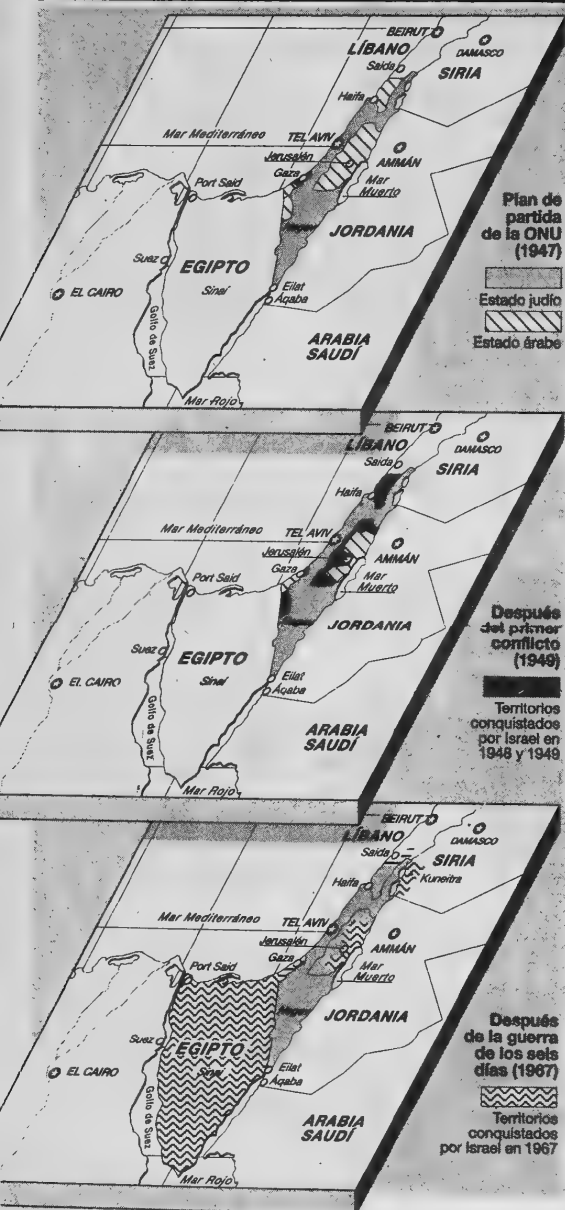 BEIRUT
LÍBANO
DAMASCO
Saida
SIRIA
Haifa
Mar Mediterráneo
TEL AVIV
Jerusalén
AMMÁN
Gaza
Mar
Muerto
Port Said
JORDANIA
Suez
EGIPTO
EL CAIRO
Sinaí
Eilat
Áqaba
Golfo de Suez
ARABIA
SAUDÍ
Mar Rojo
Plan de
partida
de la ONU
(1947)
Estado judío
Estado árabe
BEIRUT
LÍBANO
DAMASCO
Saida
SIRIA
Haifa
Mar Mediterráneo
TEL AVIV
Jerusalén
AMMÁN
Gaza
Mar
Muerto
Port Said
JORDANIA
Suez
EGIPTO
EL CAIRO
Sinaí
Eilat
Áqaba
Golfo de Suez
ARABIA
SAUDÍ
Mar Rojo
Después
del primer
conflicto
(1949)
Territorios
conquistados
por Israel en
1948 y 1949
BEIRUT
LÍBANO
DAMASCO
Saida
SIRIA
Kuneitra
Haifa
Mar Mediterráneo
TEL AVIV
Jerusalén
AMMÁN
Gaza
Mar
Muerto
Port Said
JORDANIA
Suez
EGIPTO
EL CAIRO
Sinaí
Eilat
Áqaba
Golfo de Suez
ARABIA
SAUDÍ
Mar Rojo
Después
de la guerra
de los seis
días (1967)
Territorios
conquistados
por Israel en 1967